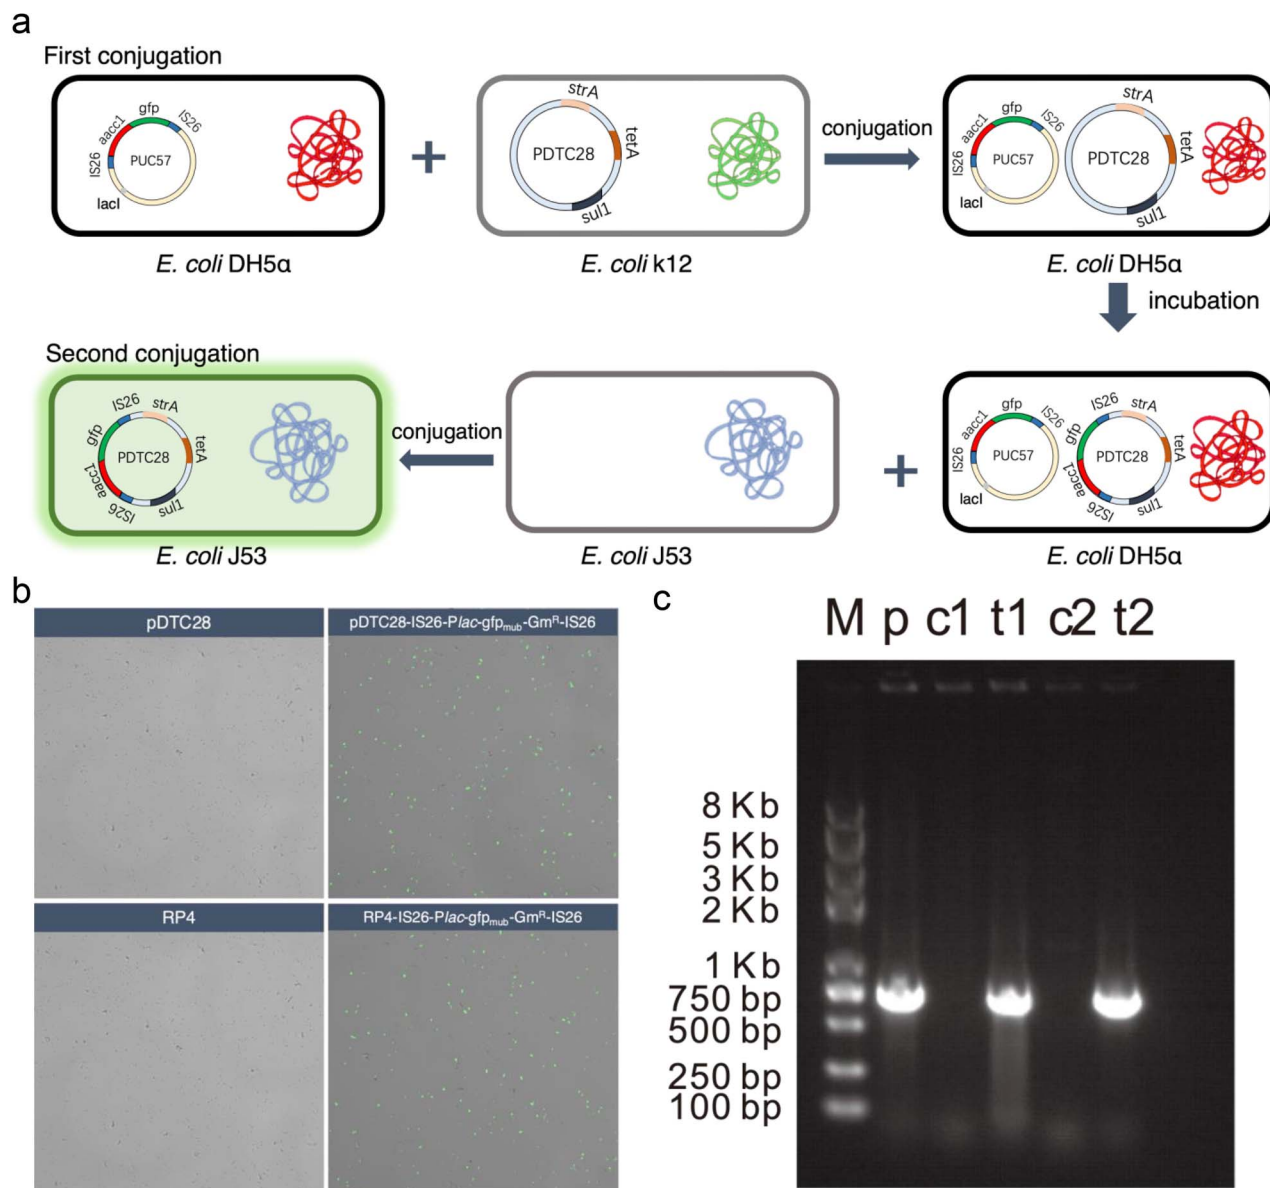 a
First conjugation
gfp
aacc1
IS26
IS26
PUC57
lacI
E. coli DH5α
+
strA
tetA
PDTC28
sul1
E. coli k12
conjugation
gfp
aacc1
IS26
IS26
PUC57
lacI
strA
tetA
PDTC28
sul1
E. coli DH5α
incubation
Second conjugation
IS26
strA
gfp
tetA
PDTC28
aacc1
IS26
sul1
E. coli J53
conjugation
E. coli J53
+
gfp
aacc1
IS26
IS26
PUC57
lacI
IS26
strA
gfp
tetA
PDTC28
aacc1
IS26
sul1
E. coli DH5α
b
pDTC28
pDTC28-IS26-Plac-gfpmub-GmR-IS26
RP4
RP4-IS26-Plac-gfpmub-GmR-IS26
c
M p c1 t1 c2 t2
8 Kb
5 Kb
3 Kb
2 Kb
1 Kb
750 bp
500 bp
250 bp
100 bp